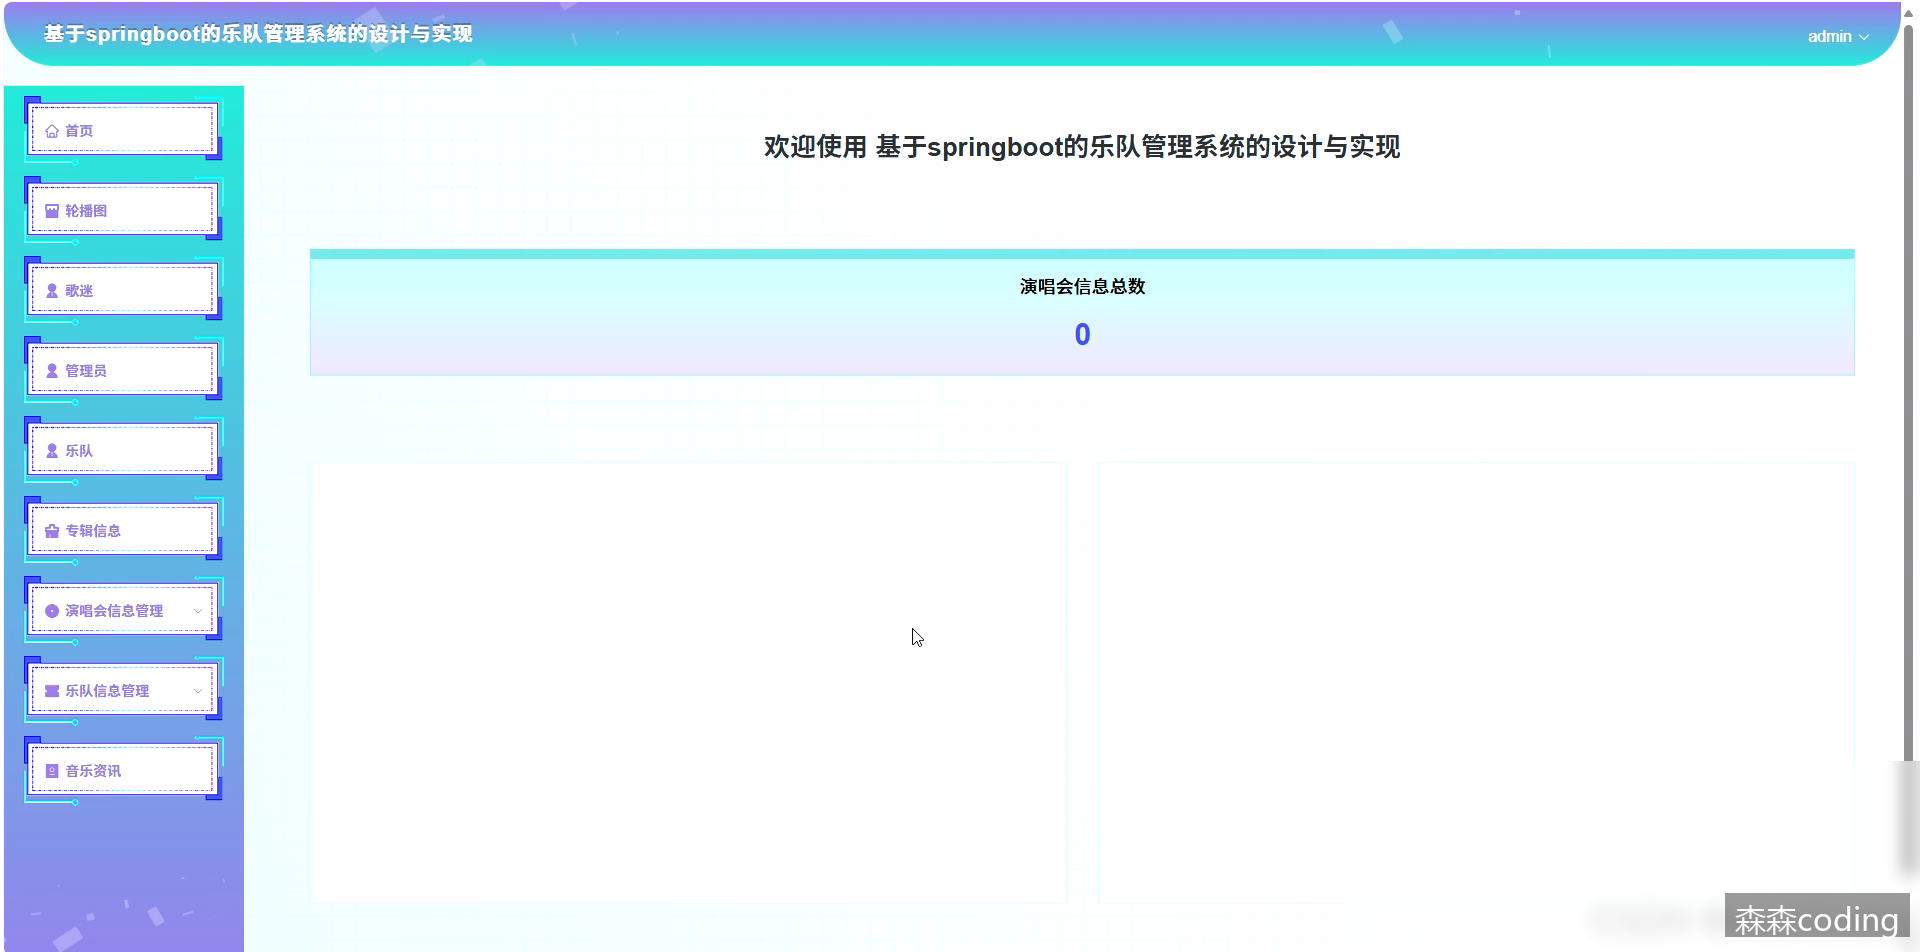 基于springboot的乐队管理系统的设计与实现
admin
首页
轮播图
歌迷
管理员
乐队
专辑信息
演唱会信息管理
乐队信息管理
音乐资讯
欢迎使用 基于springboot的乐队管理系统的设计与实现
演唱会信息总数
0
森森coding